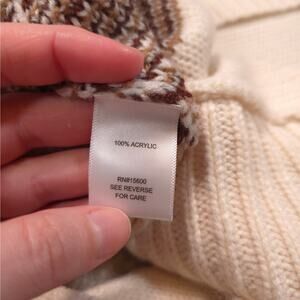 100% ACRYLIC
RN#15600
SEE REVERSE
FOR CARE